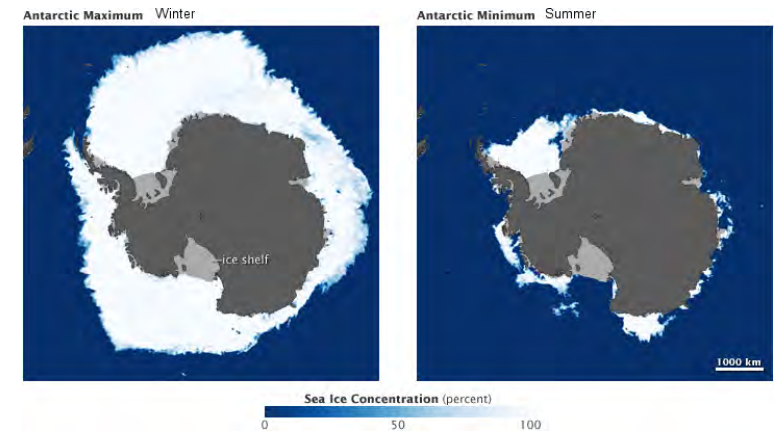 Antarctic Maximum Winter
Antarctic Minimum Summer
ice shelf
1000 km
Sea Ice Concentration (percent)
0 50 100